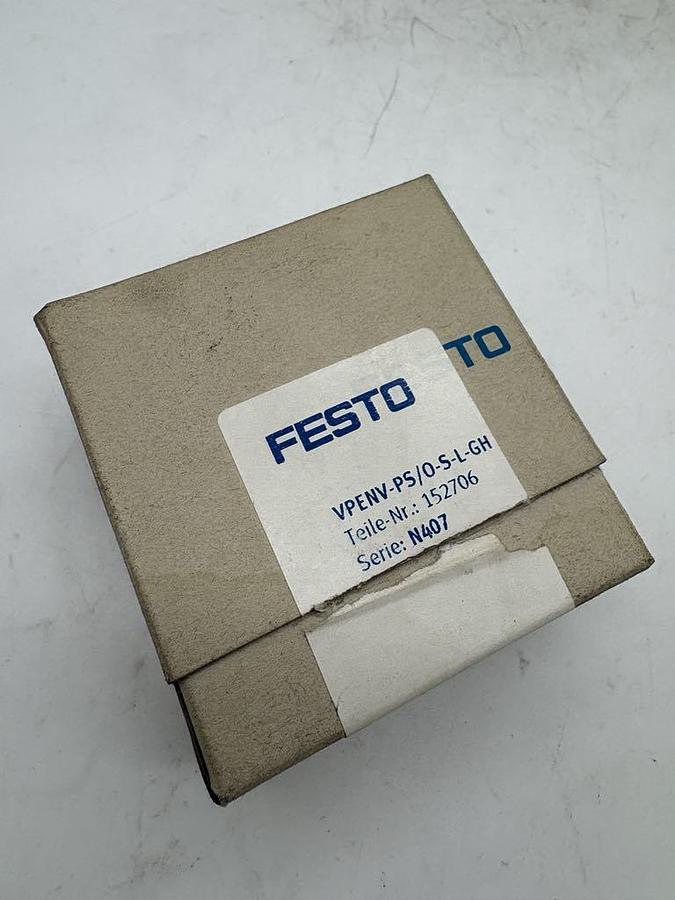 TO
FESTO
VPENV-PS/O-S-L-GH
Teile-Nr.: 152706
Serie: N407